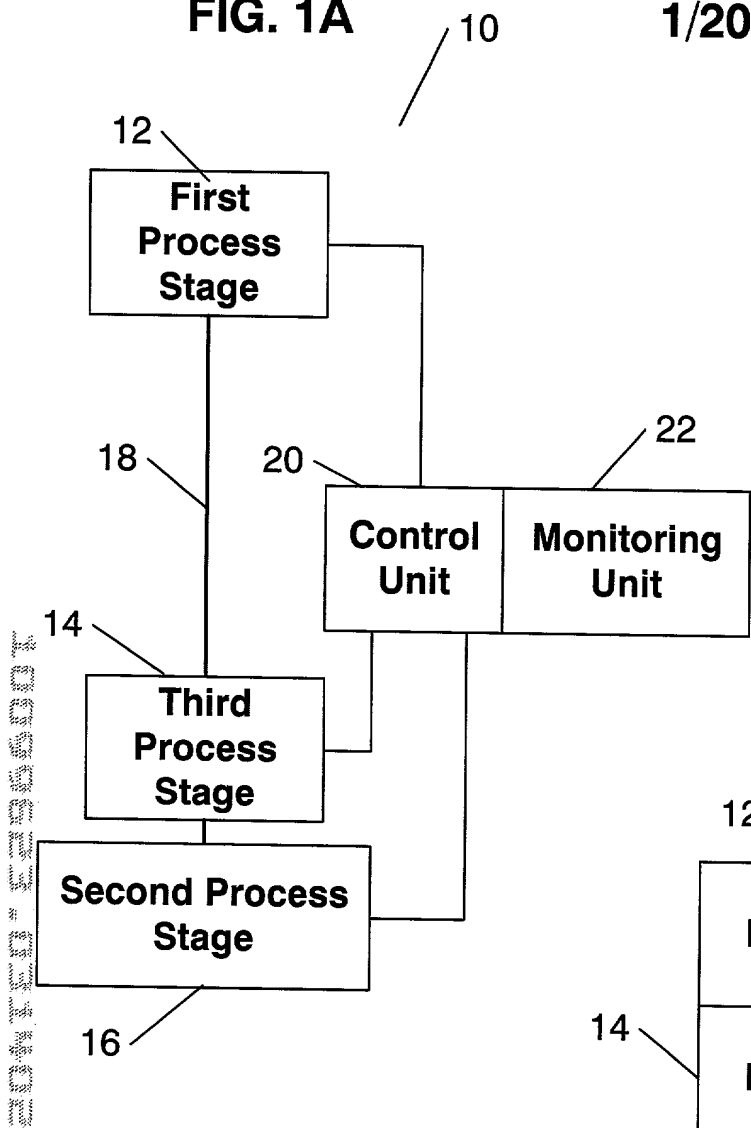 FIG. 1A
1/20
10
12
First
Process
Stage
18
20
22
Control
Unit
Monitoring
Unit
14
Third
Process
Stage
Second Process
Stage
16
12
14